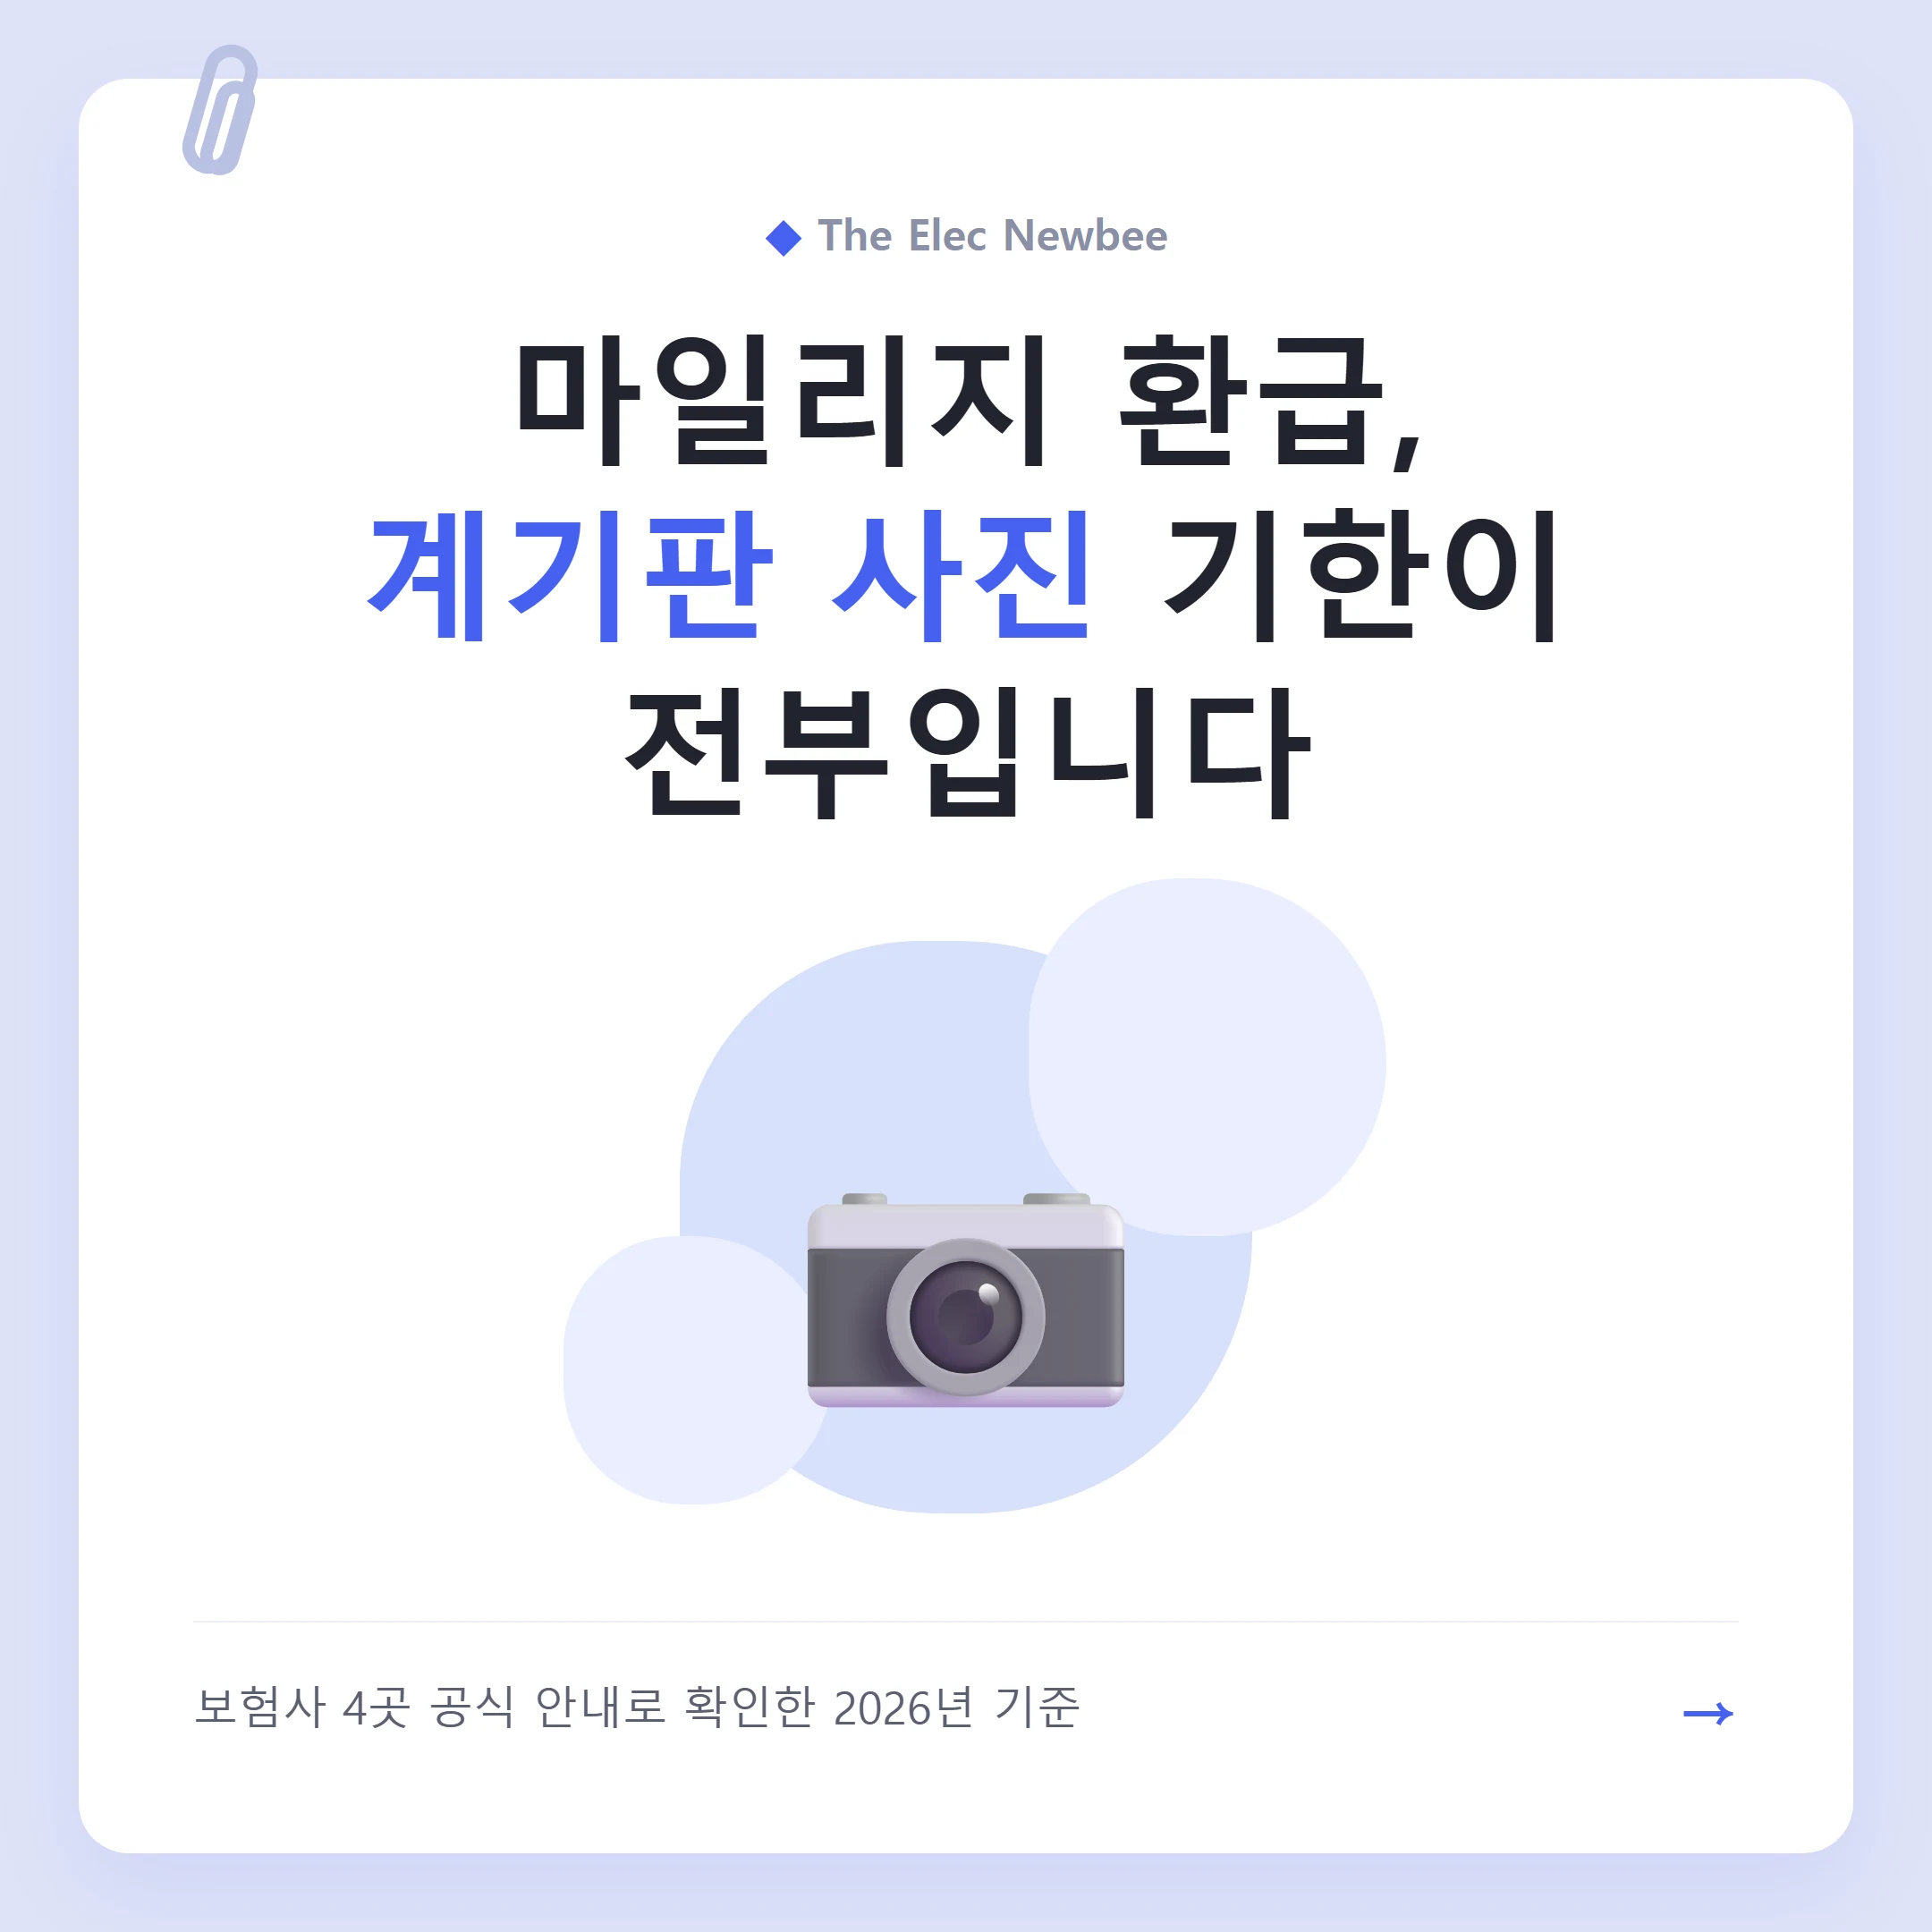 ◆ The Elec Newbee
마일리지 환급,
계기판 사진 기한이
전부입니다
보험사 4곳 공식 안내로 확인한 2026년 기준 →